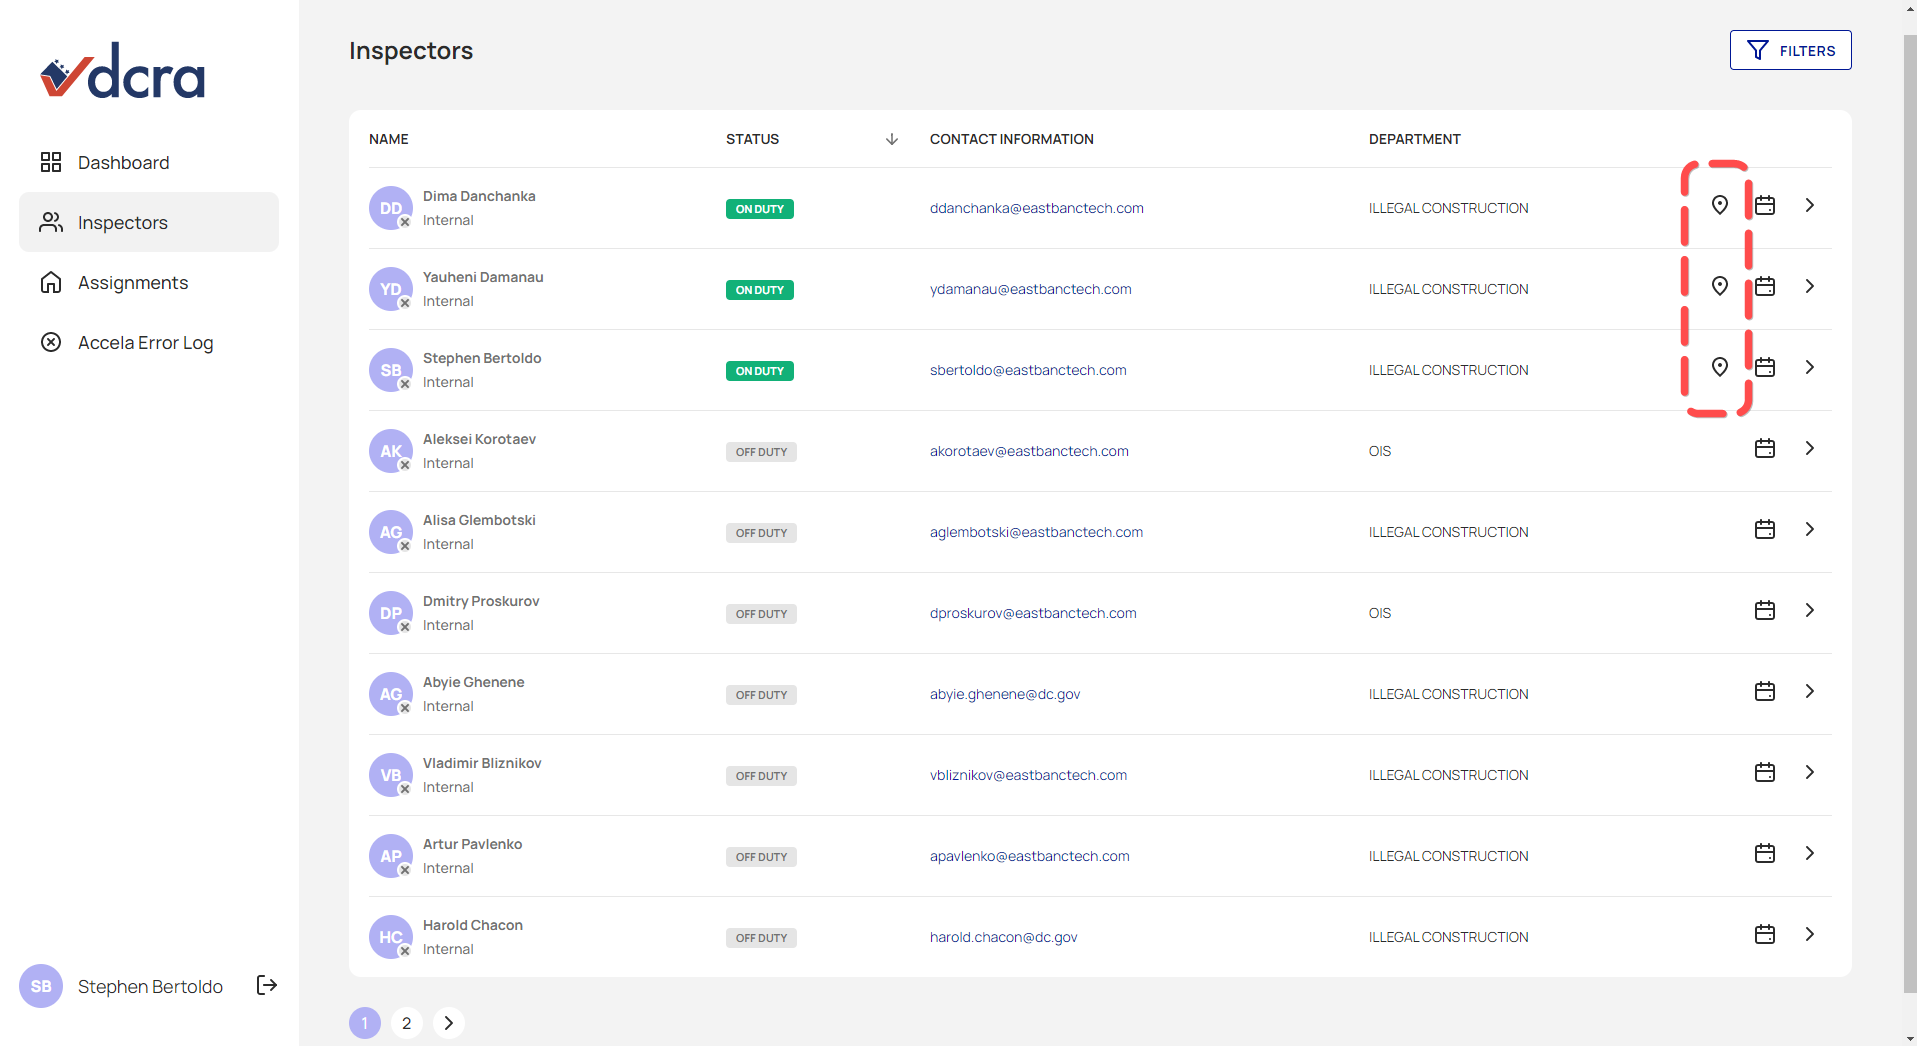 dcra
Dashboard
Inspectors
Assignments
Accela Error Log
SB Stephen Bertoldo
Inspectors
FILTERS
NAME STATUS CONTACT INFORMATION DEPARTMENT
DD Dima Danchanka Internal ON DUTY ddanchanka@eastbanctech.com ILLEGAL CONSTRUCTION
YD Yauheni Damanau Internal ON DUTY ydamanau@eastbanctech.com ILLEGAL CONSTRUCTION
SB Stephen Bertoldo Internal ON DUTY sbertoldo@eastbanctech.com ILLEGAL CONSTRUCTION
AK Aleksei Korotaev Internal OFF DUTY akorotaev@eastbanctech.com OIS
AG Alisa Glembotski Internal OFF DUTY aglembotski@eastbanctech.com ILLEGAL CONSTRUCTION
DP Dmitry Proskurov Internal OFF DUTY dproskurov@eastbanctech.com OIS
AG Abyie Ghenene Internal OFF DUTY abyie.ghenene@dc.gov ILLEGAL CONSTRUCTION
VB Vladimir Bliznikov Internal OFF DUTY vbliznikov@eastbanctech.com ILLEGAL CONSTRUCTION
AP Artur Pavlenko Internal OFF DUTY apavlenko@eastbanctech.com ILLEGAL CONSTRUCTION
HC Harold Chacon Internal OFF DUTY harold.chacon@dc.gov ILLEGAL CONSTRUCTION
1 2